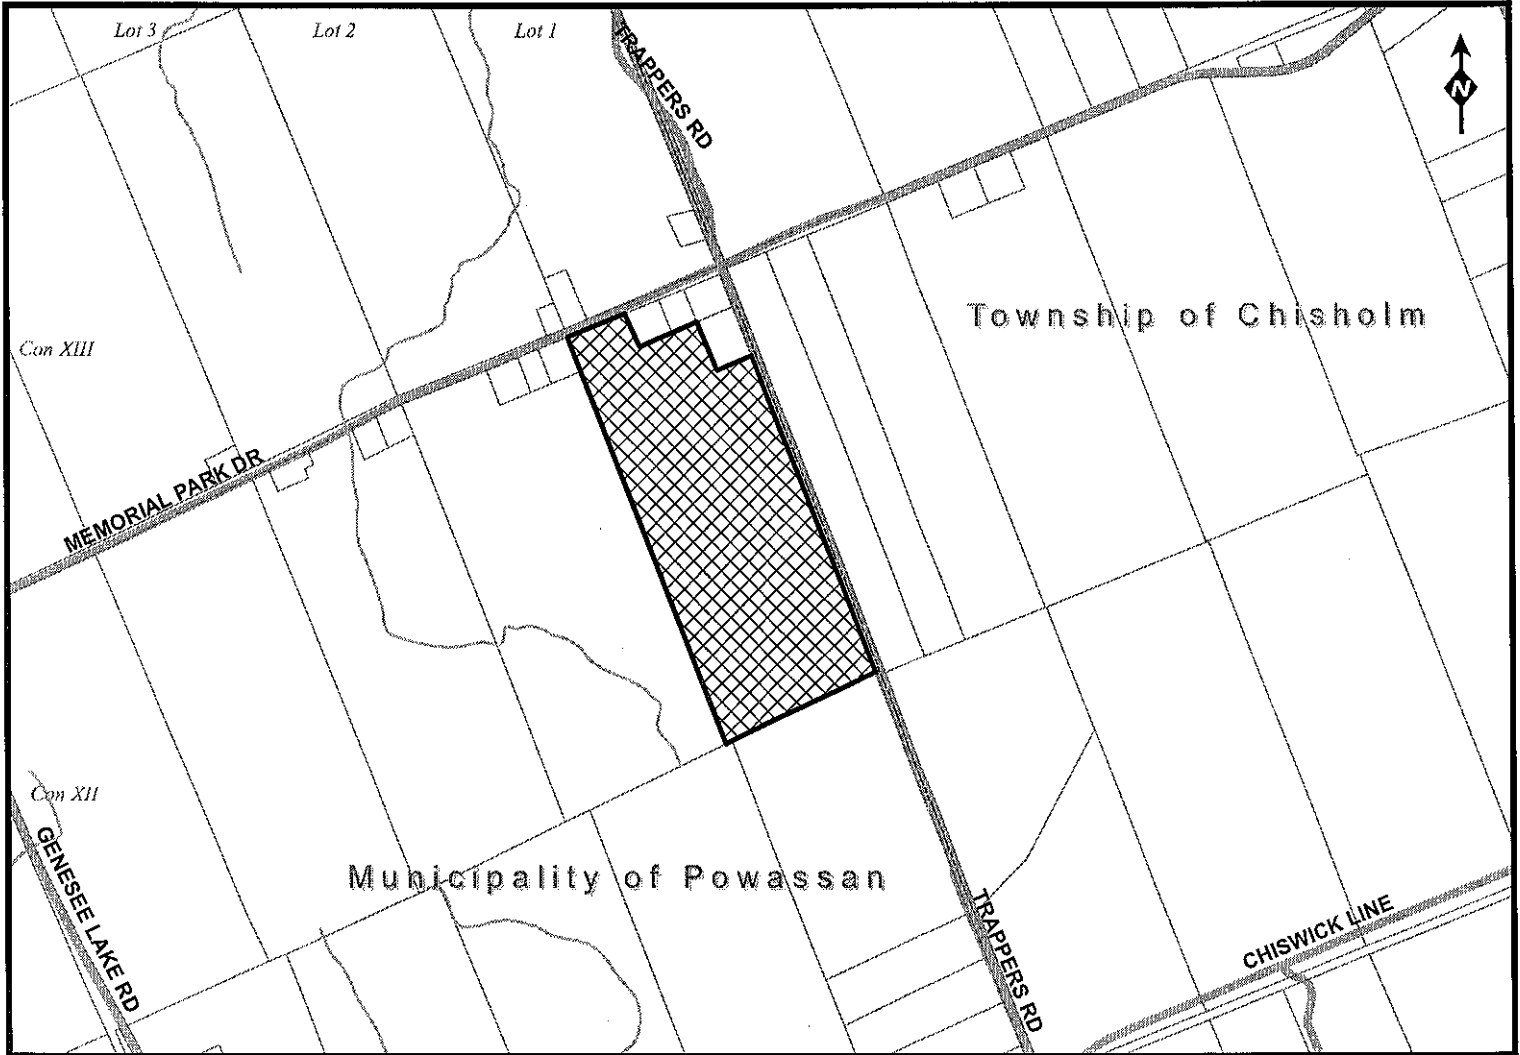 Lot 3
Lot 2
Lot 1
TRAPPERS RD
N
Township of Chisholm
Con XIII
MEMORIAL PARK DR
Con XII
GENESEE LAKE RD
Municipality of Powassan
TRAPPERS RD
CHISWICK LINE